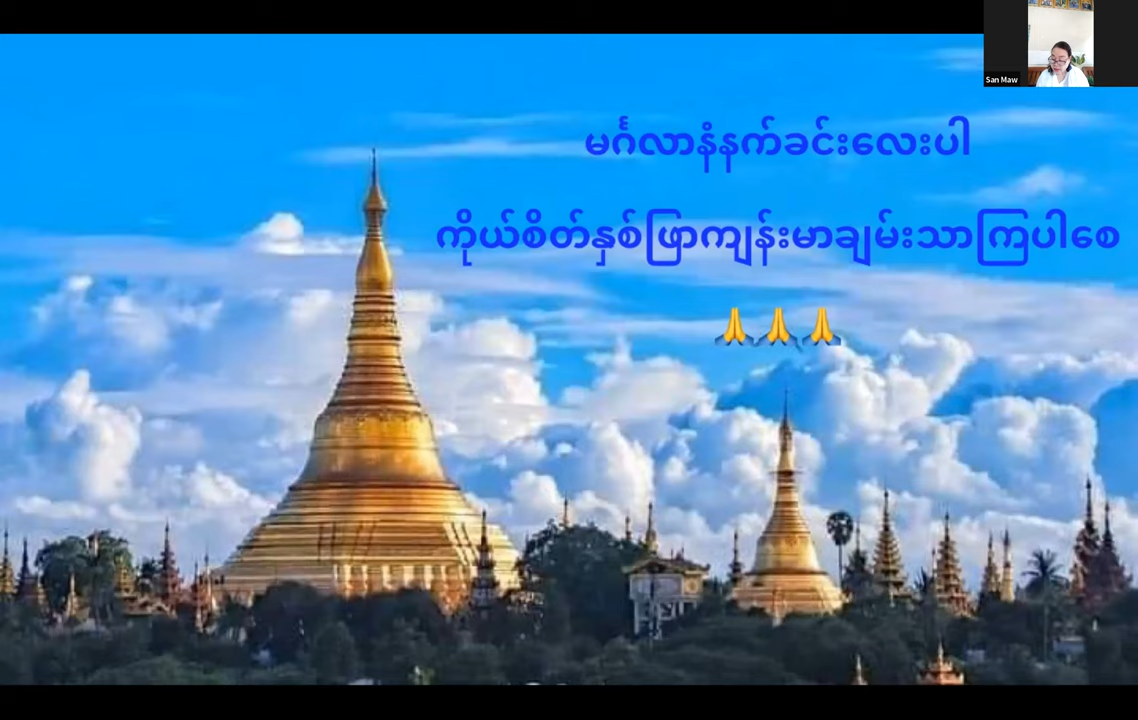 San Maw
မင်္ဂလာနံနက်ခင်းလေးပါ
ကိုယ်စိတ်နှစ်ဖြာကျန်းမာချမ်းသာကြပါစေ
🙏🙏🙏